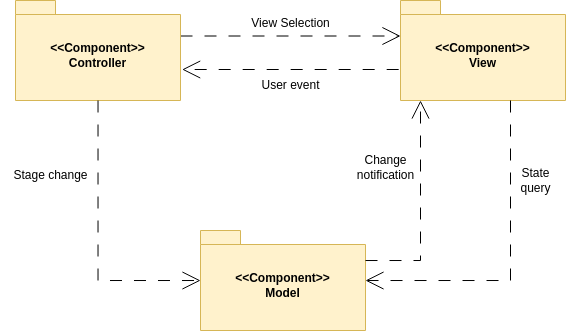 View Selection
<<Component>>
Controller
<<Component>>
View
User event
Stage change
Change
notification
State
query
<<Component>>
Model